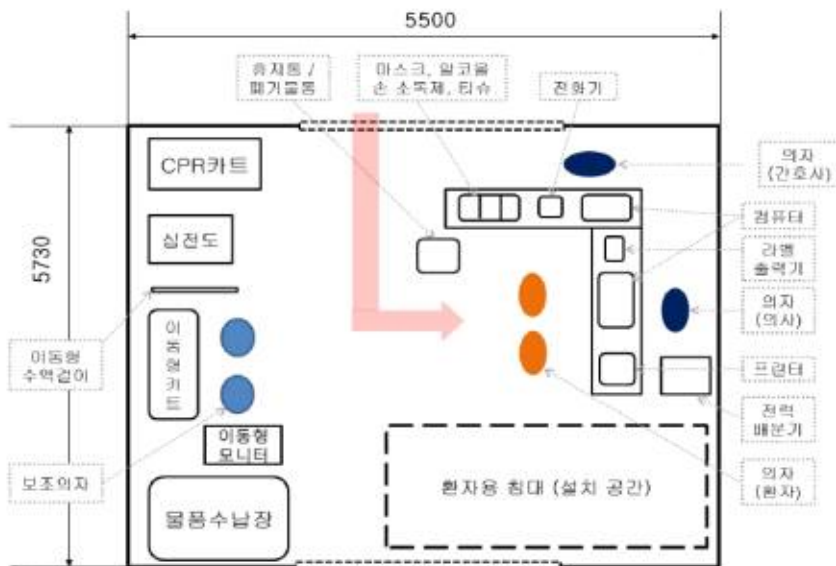 5500
휴지통 /
폐기물통
마스크, 알코올
손 소독제, 티슈
전화기
의자
(간호사)
CPR카트
컴퓨터
심전도
라벨
출력기
5730
의자
(의사)
이동형
수액걸이
이동형카트
프린터
전력
배분기
이동형
모니터
보조의자
환자용 침대 (설치 공간)
의자
(환자)
물품수납장